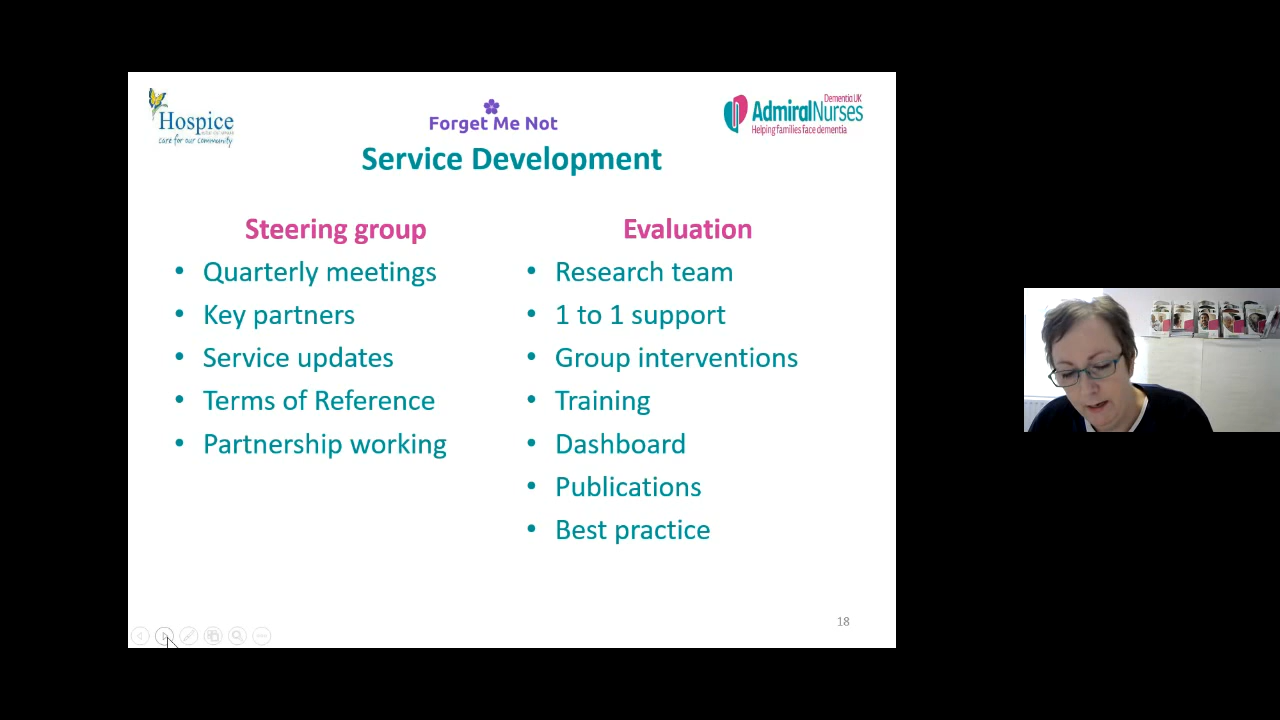 Hospice
care for our community
Forget Me Not
Dementia UK
AdmiralNurses
Helping families face dementia
Service Development
Steering group
• Quarterly meetings
• Key partners
• Service updates
• Terms of Reference
• Partnership working
Evaluation
• Research team
• 1 to 1 support
• Group interventions
• Training
• Dashboard
• Publications
• Best practice
18